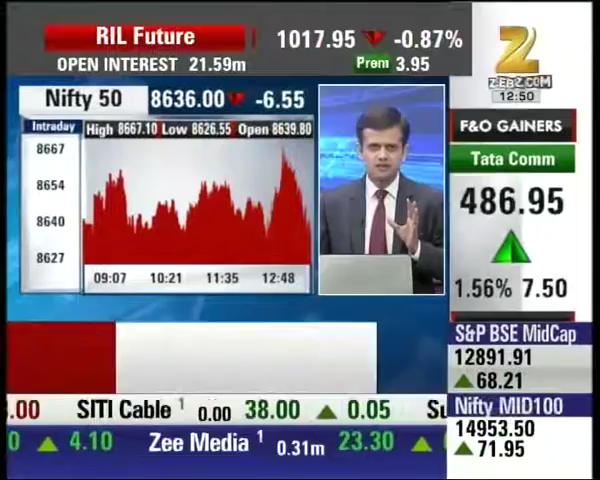 RIL Future 1017.95 -0.87%
OPEN INTEREST 21.59m Prem 3.95
Z
ZEEBIZ.COM
12:50
Nifty 50 8636.00 -6.55
Intraday High 8667.10 Low 8626.55 Open 8639.80
8667
8654
8640
8627
09:07 10:21 11:35 12:48
F&O GAINERS
Tata Comm
486.95
1.56% 7.50
S&P BSE MidCap
12891.91
68.21
Nifty MID100
14953.50
71.95
.00 SITI Cable 1 0.00 38.00 0.05 Su
0 4.10 Zee Media 1 0.31m 23.30